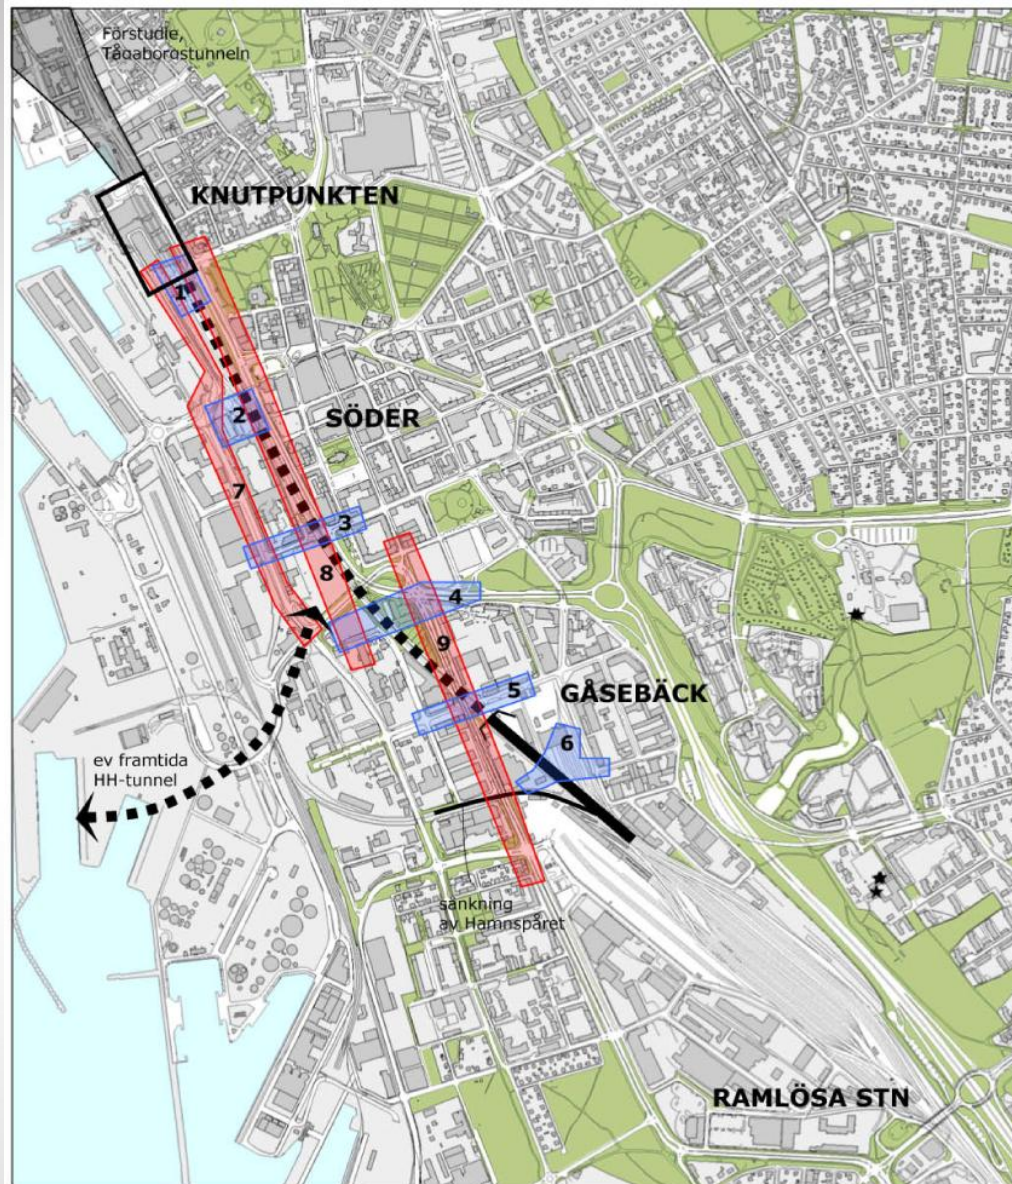 Förstudie,
Tågaborgstunneln
KNUTPUNKTEN
1
2
SÖDER
7
3
8
4
9
5
GÅSEBÄCK
6
ev framtida
HH-tunnel
sänkning
av Hamnspåret
RAMLÖSA STN